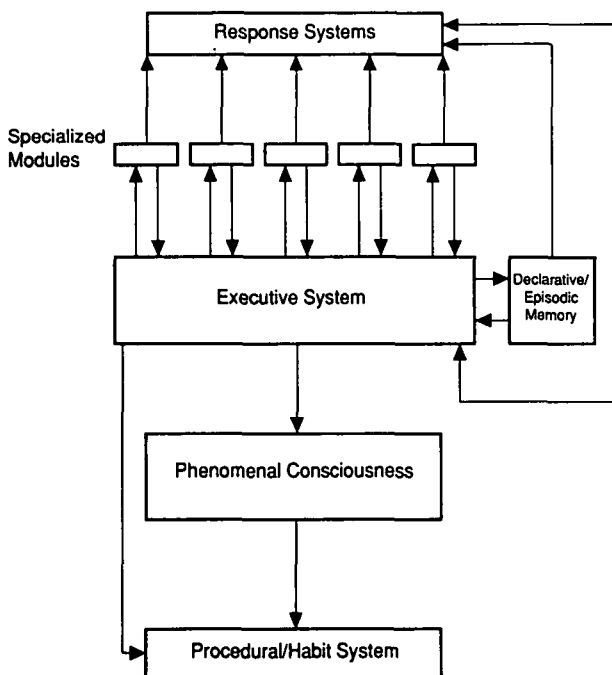 Response Systems
Specialized
Modules
Executive System
Declarative/
Episodic
Memory
Phenomenal Consciousness
Procedural/Habit System